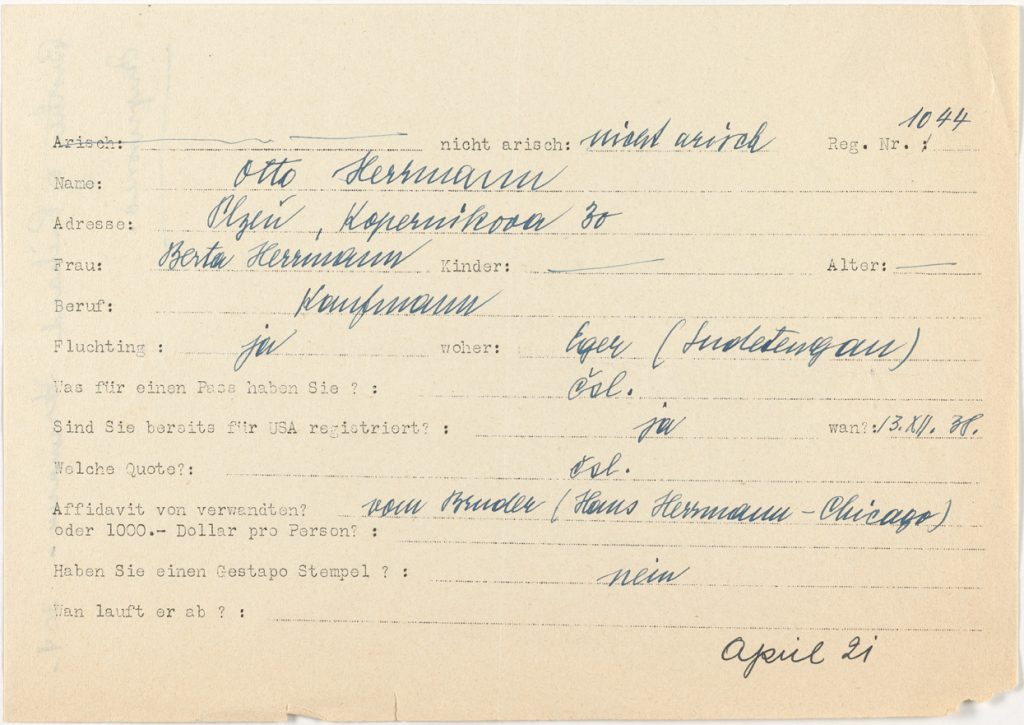 Arisch: nicht arisch: nicht arisch Reg. Nr.: 1044
Name: Otto Herrmann
Adresse: Plzeň, Kopernikova 30
Frau: Berta Herrmann Kinder: — Alter: —
Beruf: Kaufmann
Fluchting : ja woher: Eger (Sudetengau)
Was für einen Pass haben Sie ? : čsl.
Sind Sie bereits für USA registriert? : ja wan?: 13.XII.38.
Welche Quote?: čsl.
Affidavit von verwandten? vom Bruder (Hans Herrmann - Chicago)
oder 1000.- Dollar pro Person? :
Haben Sie einen Gestapo Stempel ? : nein
Wan lauft er ab ? :
April 21